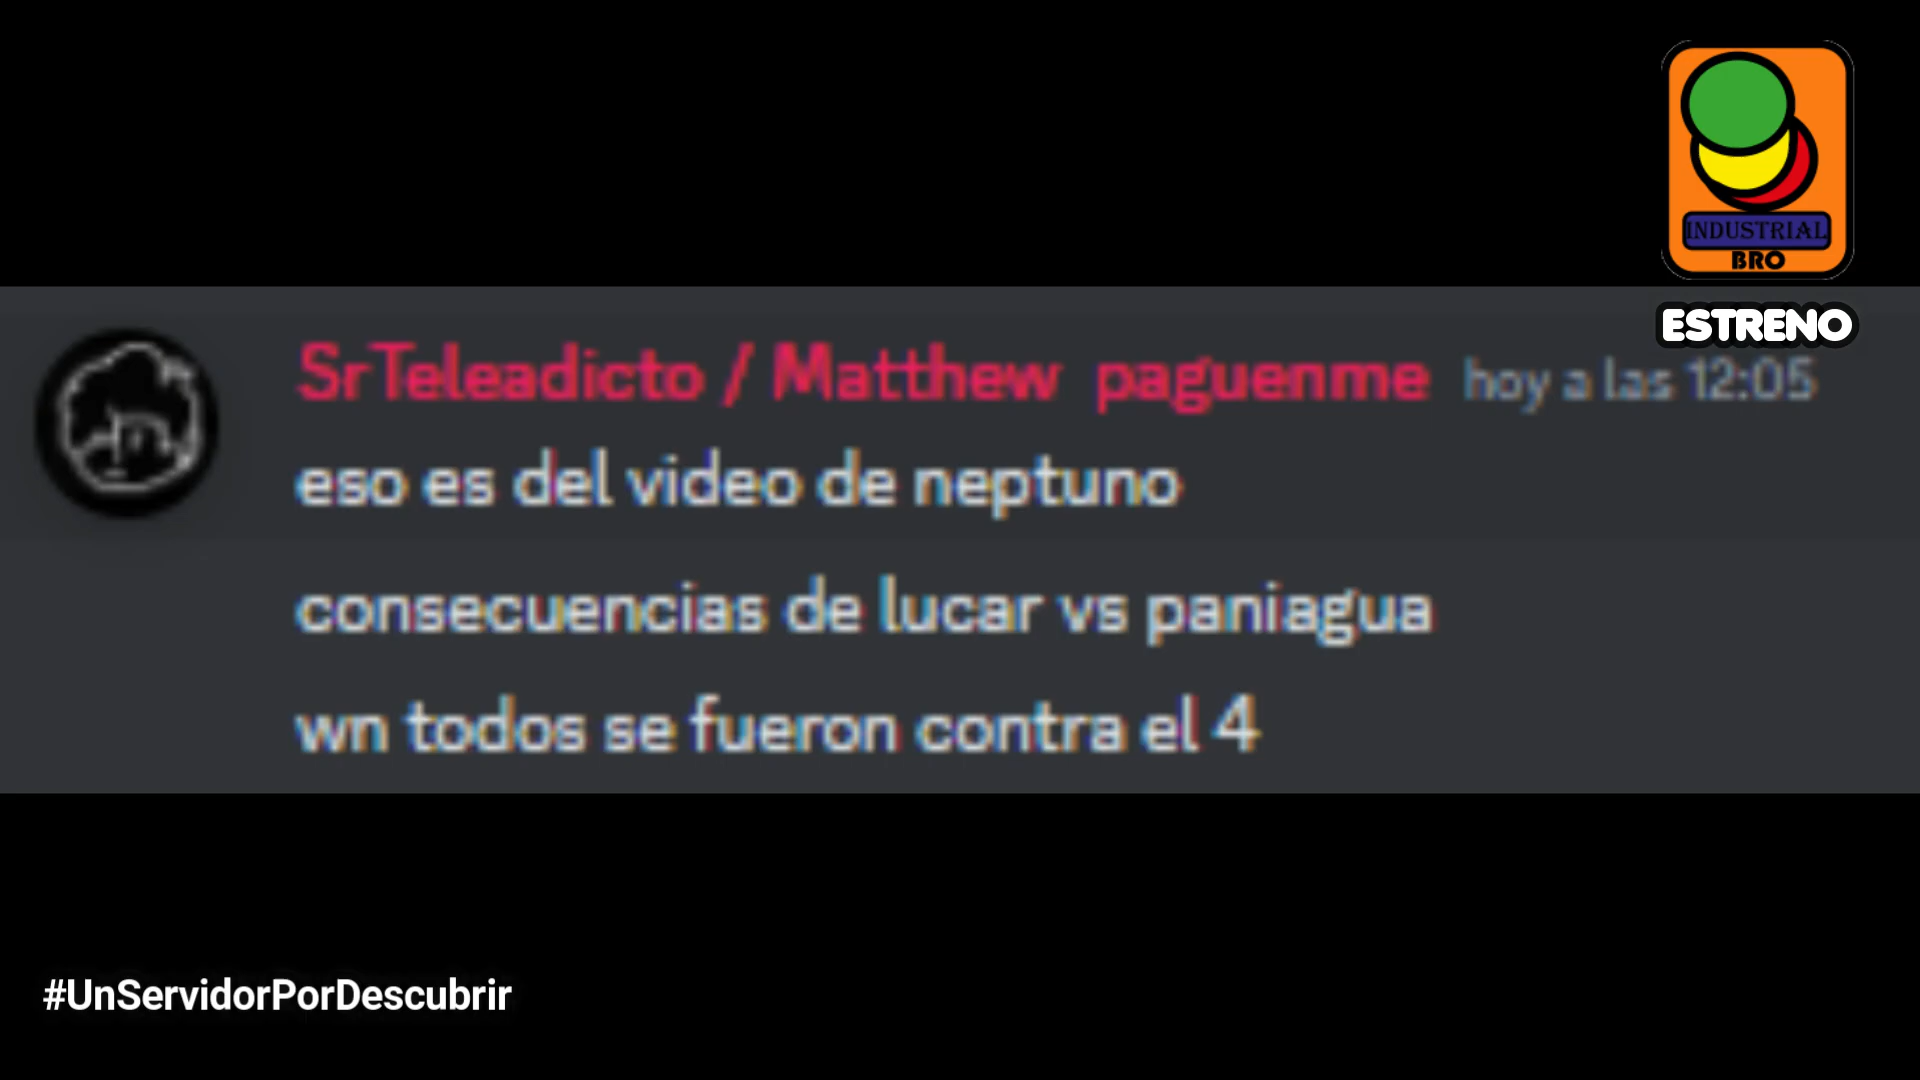 INDUSTRIAL
BRO
ESTRENO
SrTeleadicto / Matthew paguenme hoy a las 12:05
eso es del video de neptuno
consecuencias de lucar vs paniagua
wn todos se fueron contra el 4
#UnServidorPorDescubrir